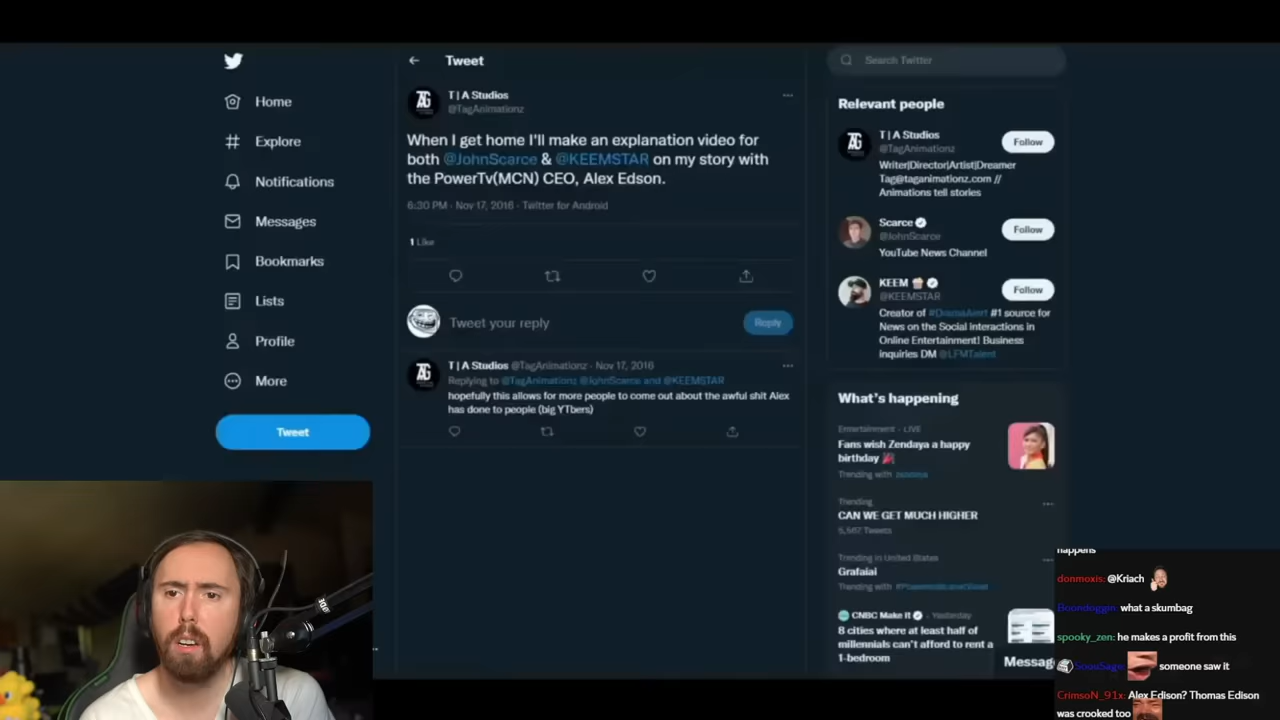 Home
Explore
Notifications
Messages
Bookmarks
Lists
Profile
More
Tweet
Tweet
T | A Studios
@TagAnimationz
When I get home I'll make an explanation video for
both @JohnScarce & @KEEMSTAR on my story with
the PowerTv(MCN) CEO, Alex Edson.
6:30 PM · Nov 17, 2016 · Twitter for Android
1 Like
Tweet your reply
Reply
T | A Studios @TagAnimationz · Nov 17, 2016
Replying to @TagAnimationz @JohnScarce and @KEEMSTAR
hopefully this allows for more people to come out about the awful shit Alex
has done to people (big YTbers)
Search Twitter
Relevant people
T | A Studios
@TagAnimationz
Follow
Writer|Director|Artist|Dreamer
Tag@taganimationz.com //
Animations tell stories
Scarce
@JohnScarce
Follow
YouTube News Channel
KEEM
@KEEMSTAR
Follow
Creator of #DramaAlert #1 source for
News on the Social Interactions in
Online Entertainment! Business
inquiries DM @LFMTalent
What's happening
Entertainment · LIVE
Fans wish Zendaya a happy
birthday
Trending with
Trending
CAN WE GET MUCH HIGHER
5,567 Tweets
Trending in United States
Grafaiai
Trending with
CNBC Make It · Yesterday
8 cities where at least half of
millennials can't afford to rent a
1-bedroom
Messag
happens
donmoxis: @Kriach
Boondoggin: what a skumbag
spooky_zen: he makes a profit from this
someone saw it
CrimsoN_91x: Alex Edison? Thomas Edison
was crooked too